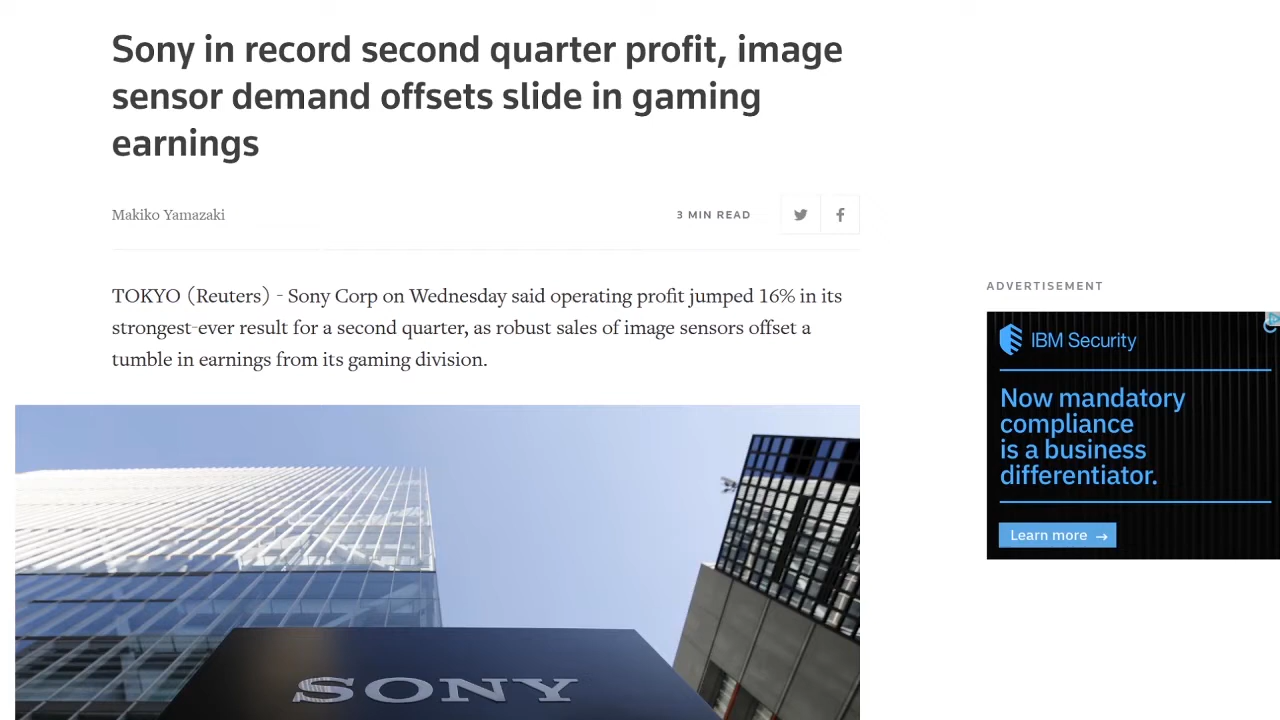 Sony in record second quarter profit, image
sensor demand offsets slide in gaming
earnings
Makiko Yamazaki
3 MIN READ
TOKYO (Reuters) - Sony Corp on Wednesday said operating profit jumped 16% in its
strongest-ever result for a second quarter, as robust sales of image sensors offset a
tumble in earnings from its gaming division.
SONY
ADVERTISEMENT
IBM Security
Now mandatory
compliance
is a business
differentiator.
Learn more →